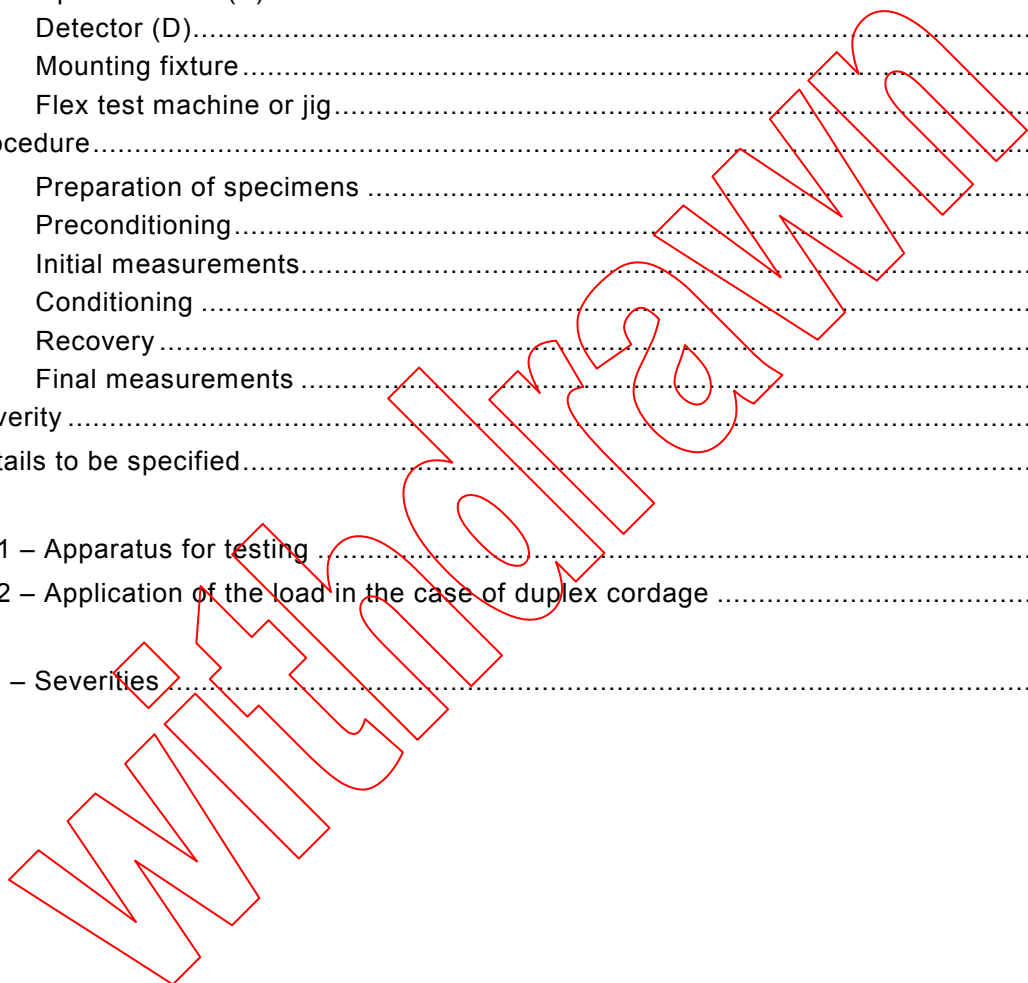 Detector (D)
Mounting fixture
Flex test machine or jig
ocedure
Preparation of specimens
Preconditioning
Initial measurements
Conditioning
Recovery
Final measurements
verity
tails to be specified
1 – Apparatus for testing
2 – Application of the load in the case of duplex cordage
– Severities
withdrawn